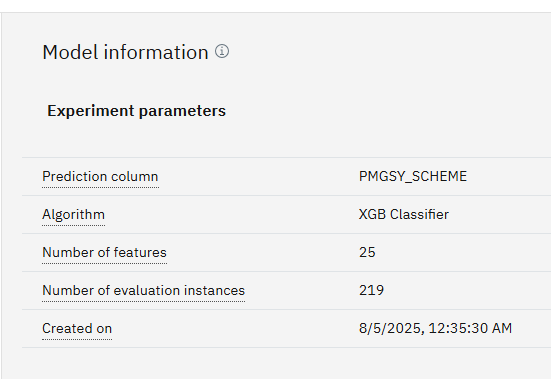 Model information
Experiment parameters
Prediction column PMGSY_SCHEME
Algorithm XGB Classifier
Number of features 25
Number of evaluation instances 219
Created on 8/5/2025, 12:35:30 AM